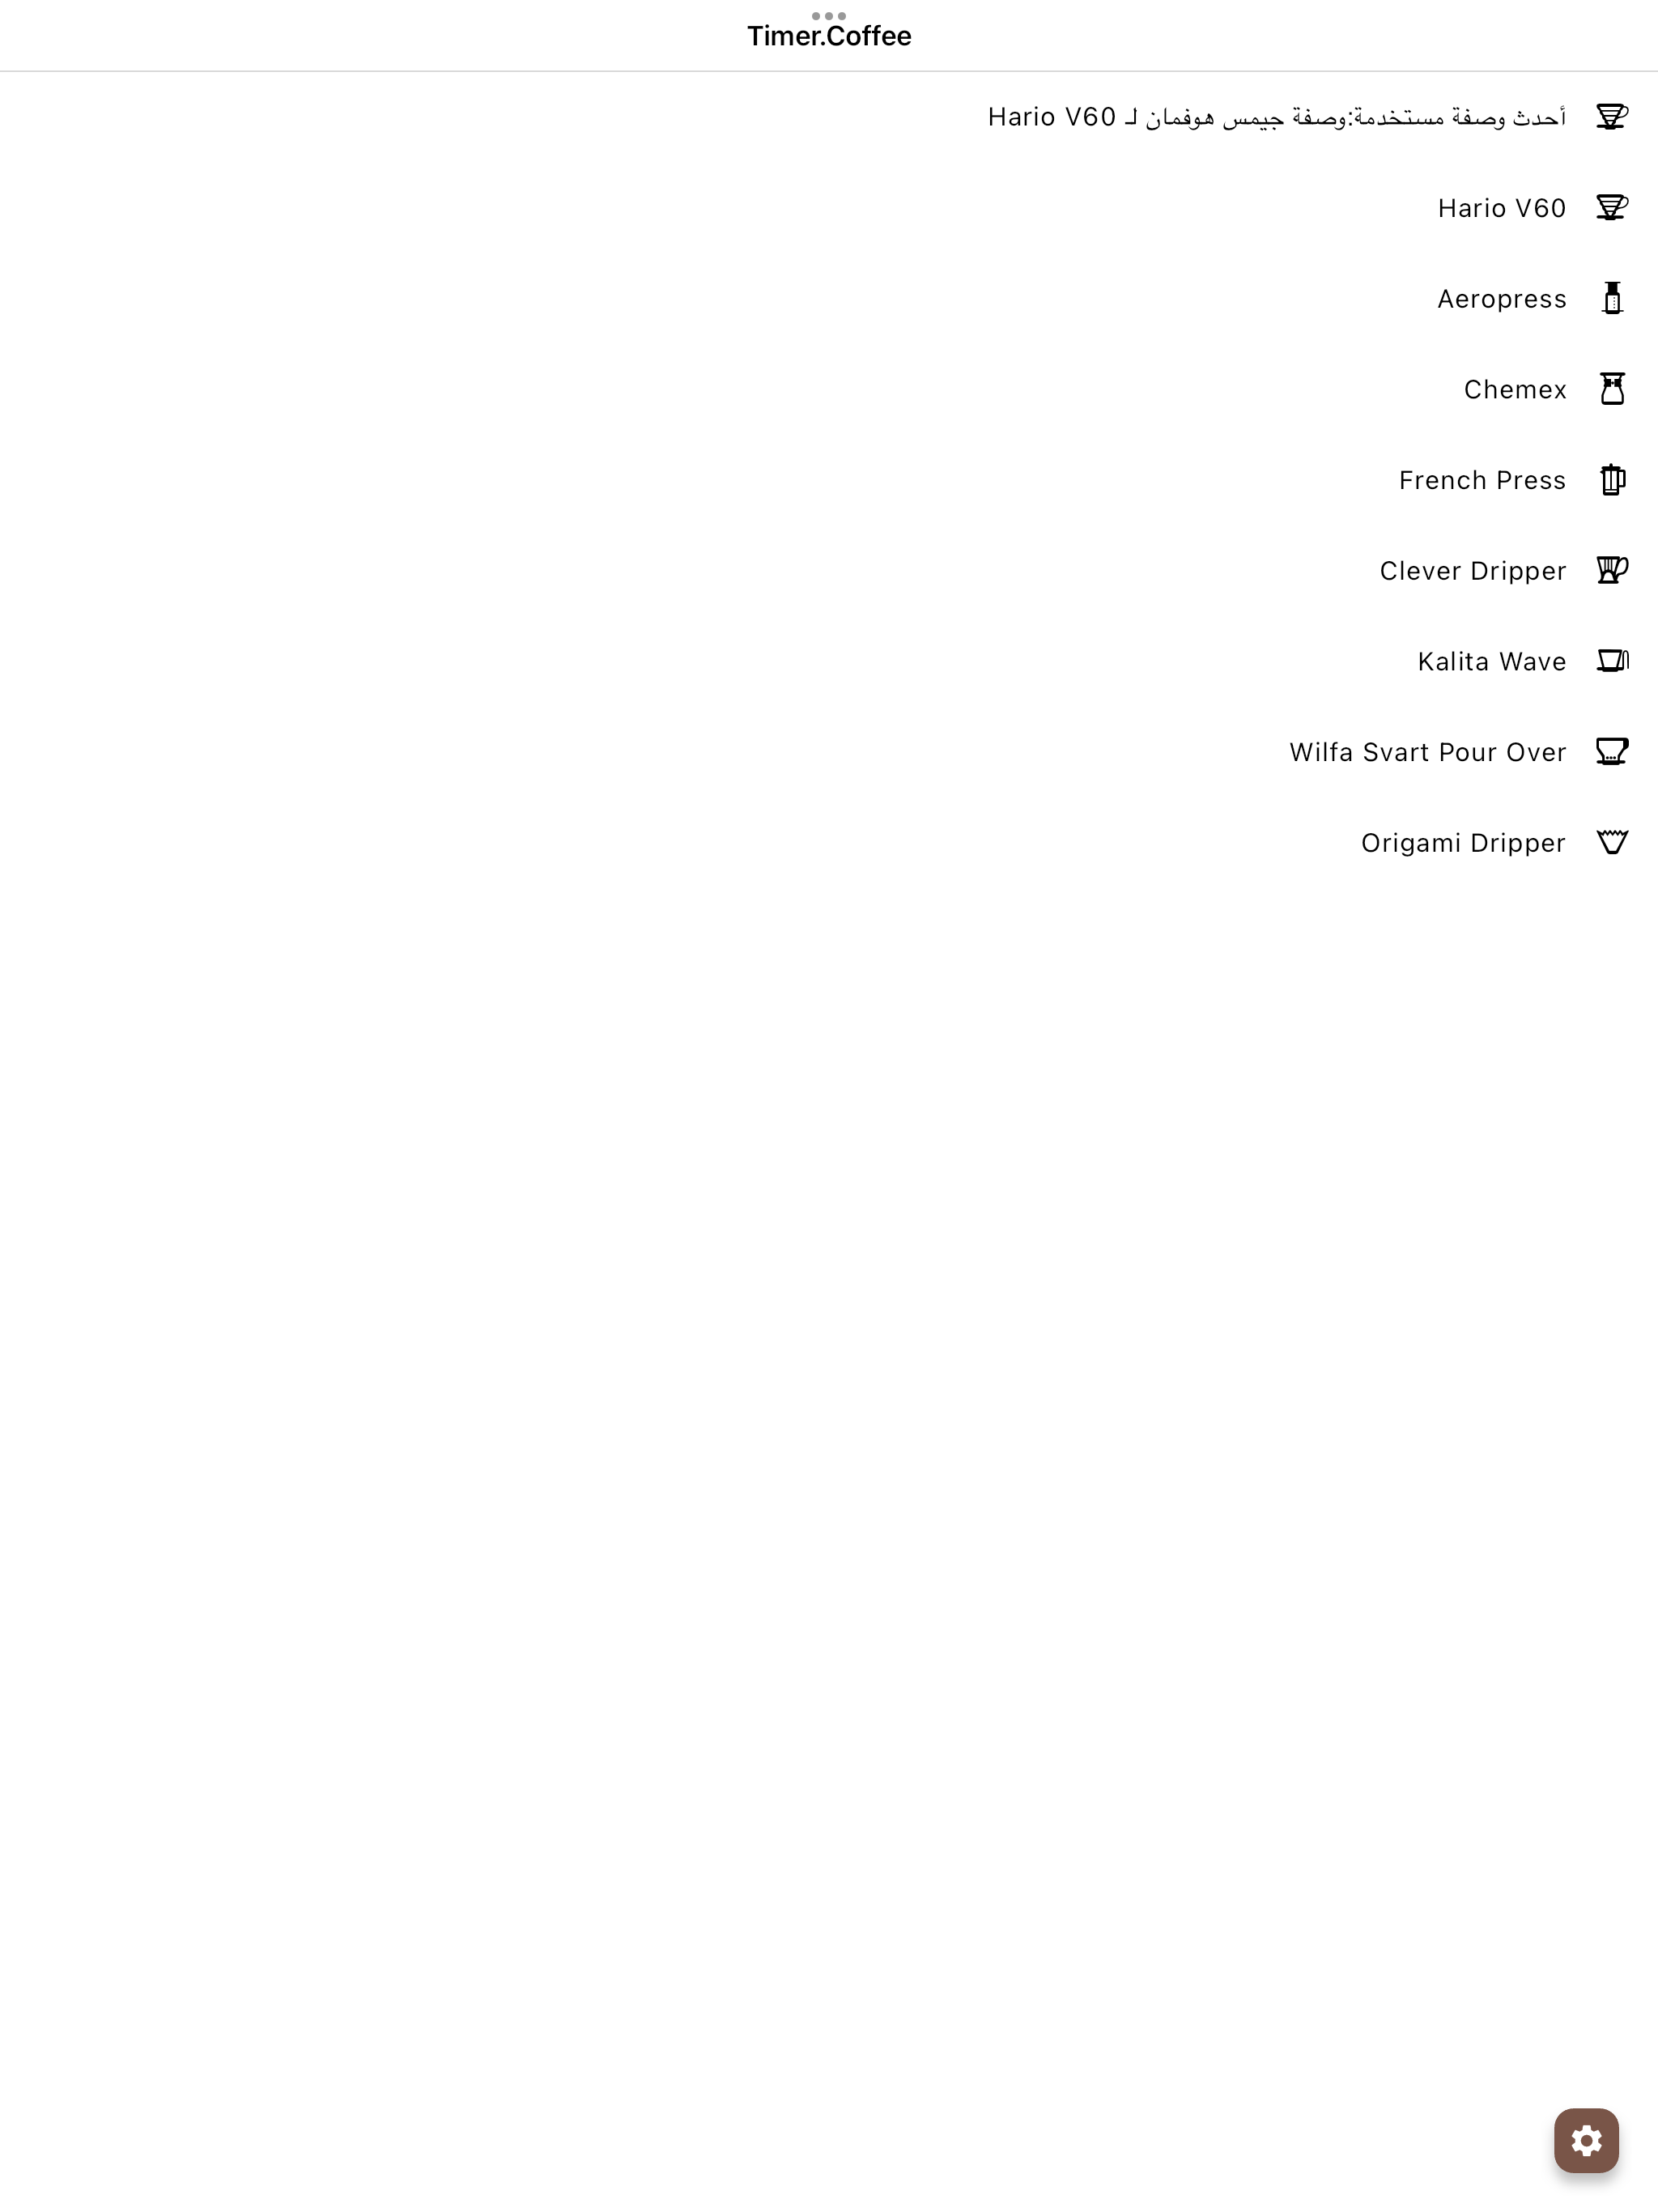 Timer.Coffee
أحدث وصفة مستخدمة:وصفة جيمس هوفمان لـ Hario V60
Hario V60
Aeropress
Chemex
French Press
Clever Dripper
Kalita Wave
Wilfa Svart Pour Over
Origami Dripper